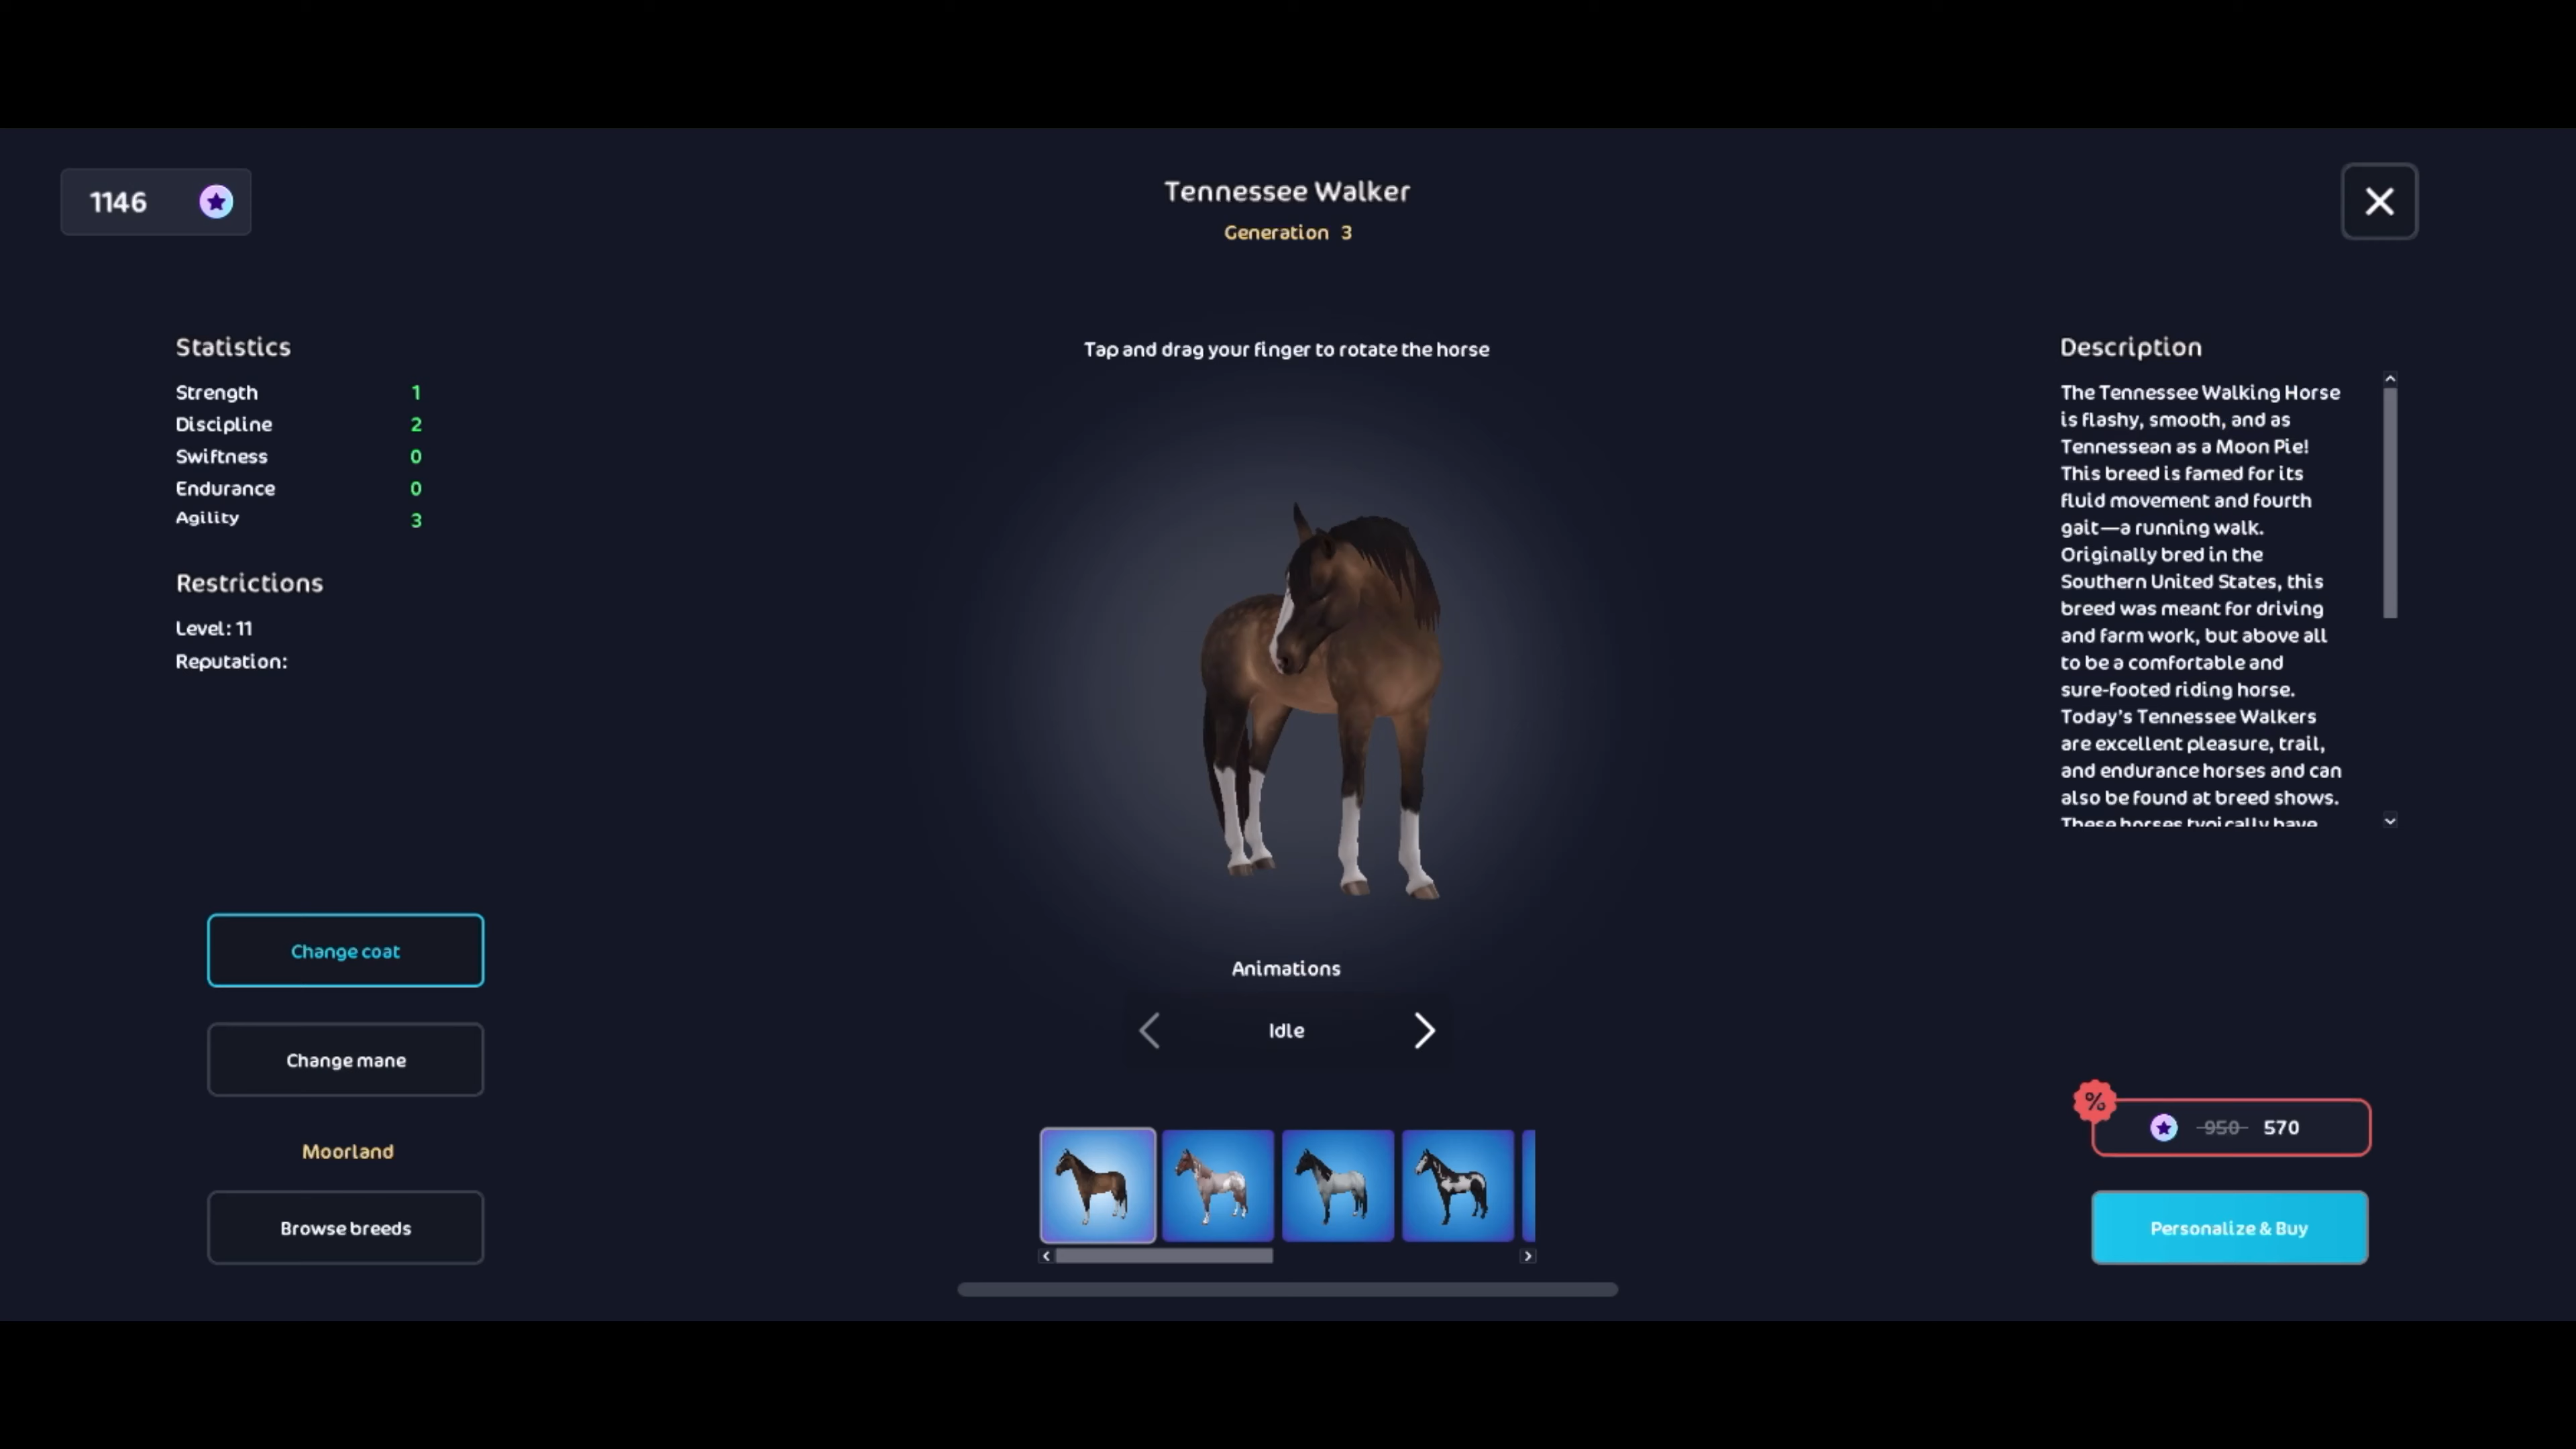 1146
Tennessee Walker
Generation 3
Statistics
Strength 1
Discipline 2
Swiftness 0
Endurance 0
Agility 3
Restrictions
Level: 11
Reputation:
Tap and drag your finger to rotate the horse
Description
The Tennessee Walking Horse
is flashy, smooth, and as
Tennessean as a Moon Pie!
This breed is famed for its
fluid movement and fourth
gait—a running walk.
Originally bred in the
Southern United States, this
breed was meant for driving
and farm work, but above all
to be a comfortable and
sure-footed riding horse.
Today's Tennessee Walkers
are excellent pleasure, trail,
and endurance horses and can
also be found at breed shows.
These horses typically have
Change coat
Change mane
Moorland
Browse breeds
Animations
Idle
%
950 570
Personalize & Buy